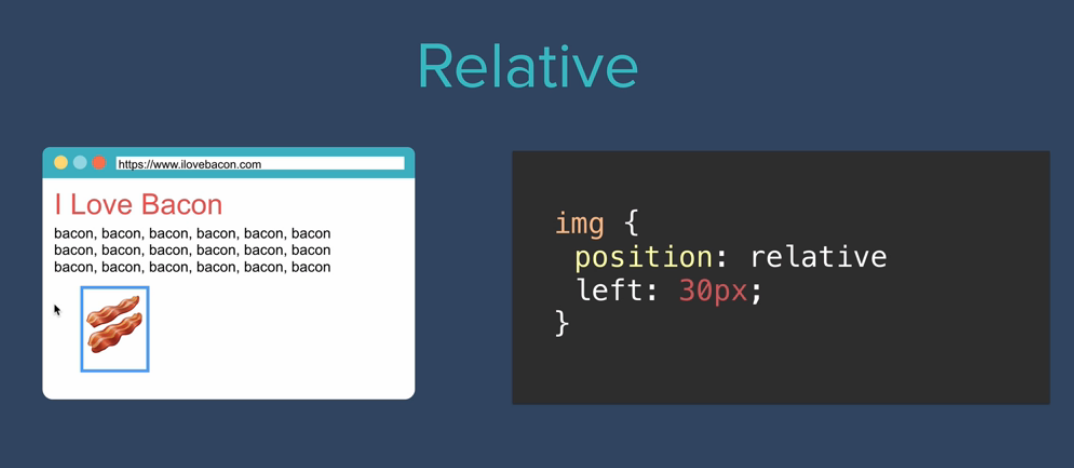 Relative
https://www.ilovebacon.com
I Love Bacon
bacon, bacon, bacon, bacon, bacon, bacon
bacon, bacon, bacon, bacon, bacon, bacon
bacon, bacon, bacon, bacon, bacon, bacon
img {
position: relative
left: 30px;
}